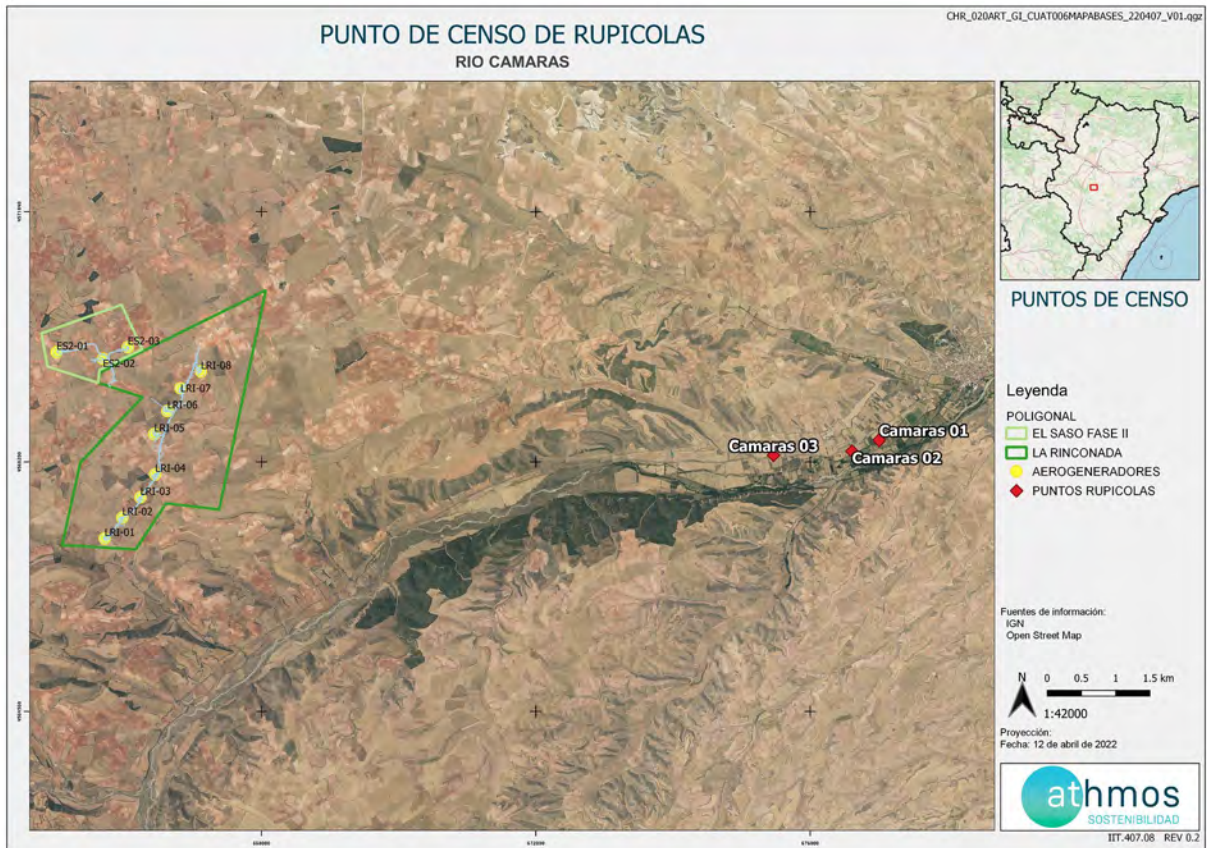 CHR_020ART_GI_CUAT006MAPABASES_220407_V01.qgz
PUNTO DE CENSO DE RUPICOLAS
RIO CAMARAS
ES2-01
ES2-02
ES2-03
LRI-08
LRI-07
LRI-06
LRI-05
LRI-04
LRI-03
LRI-02
LRI-01
Camaras 03
Camaras 01
Camaras 02
PUNTOS DE CENSO
Leyenda
POLIGONAL
EL SASO FASE II
LA RINCONADA
AEROGENERADORES
PUNTOS RUPICOLAS
Fuentes de información:
IGN
Open Street Map
N 0 0.5 1 1.5 km
1:42000
Proyección:
Fecha: 12 de abril de 2022
athmos
SOSTENIBILIDAD
IIT.407.08 REV 0.2